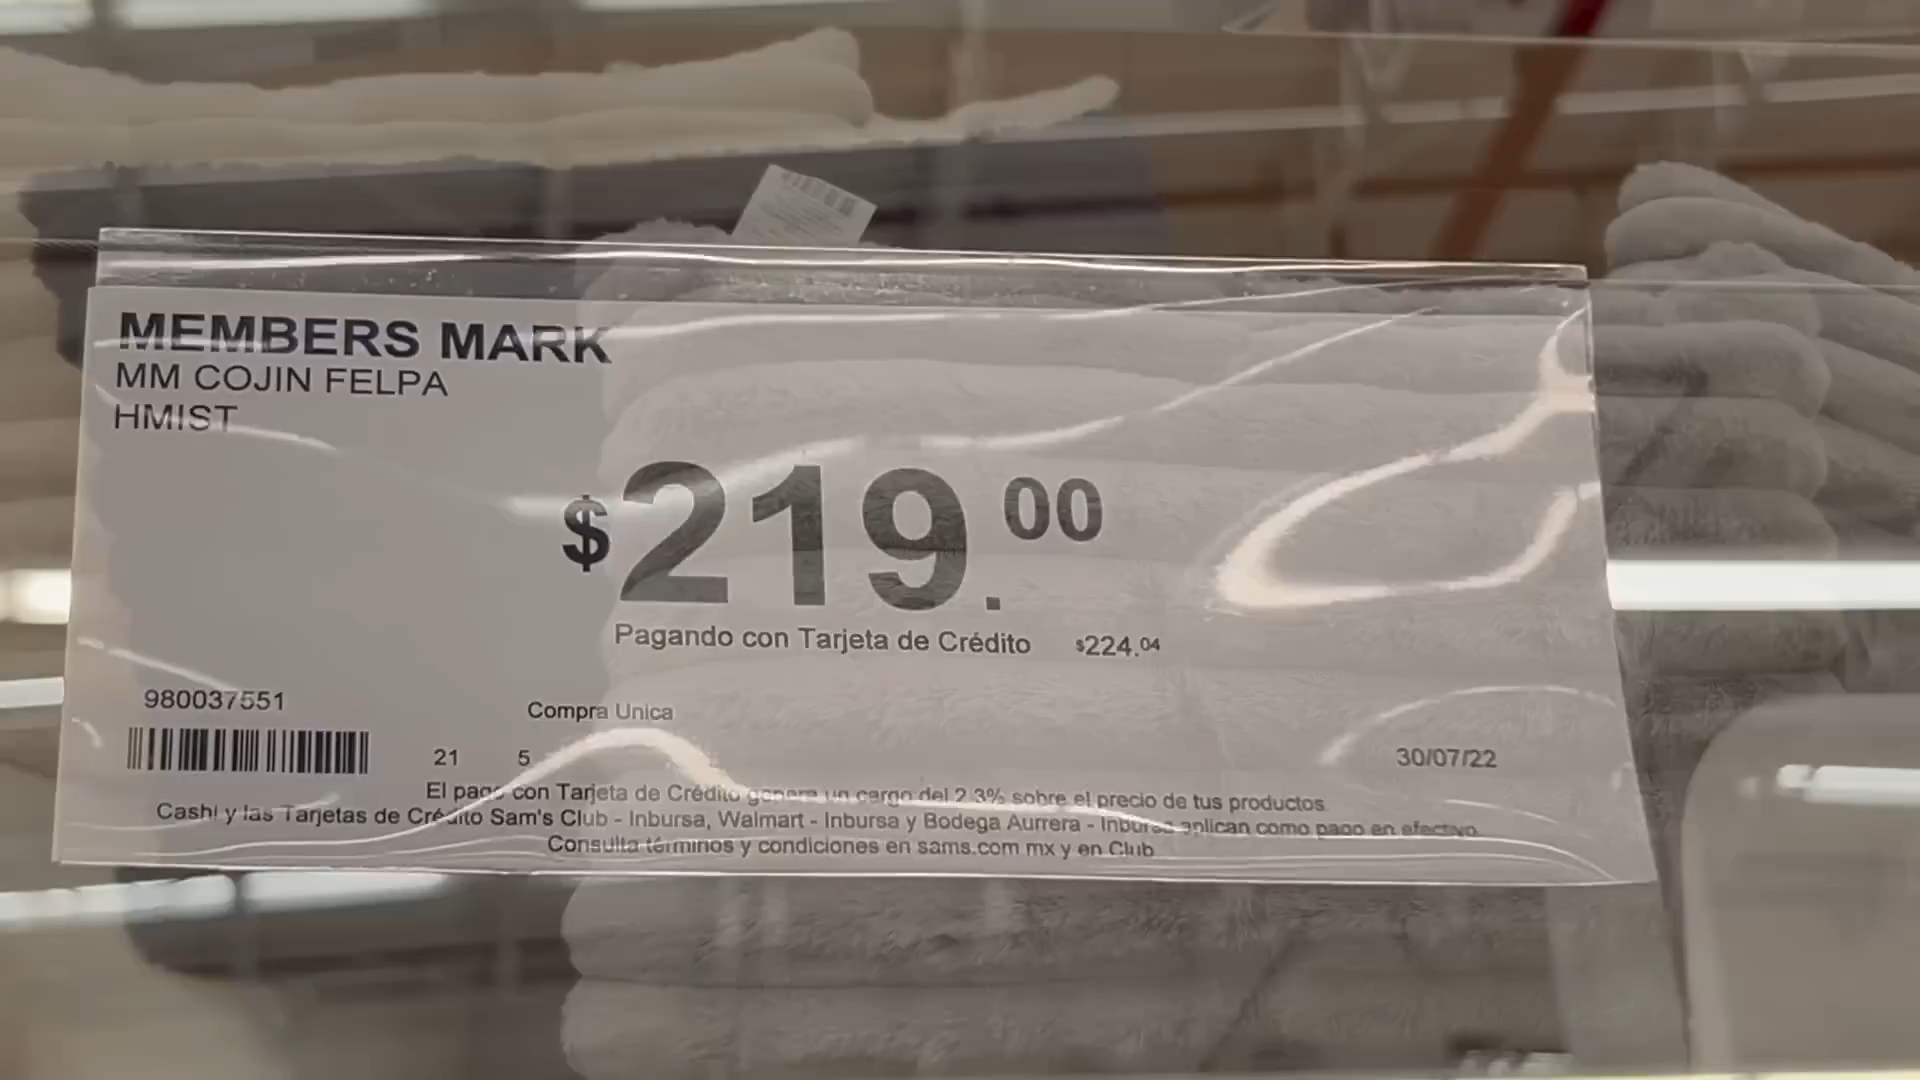 MEMBERS MARK
MM COJIN FELPA
HMIST
$219.00
Pagando con Tarjeta de Crédito $224.04
980037551
Compra Unica
21 5 30/07/22
El pago con Tarjeta de Crédito genera un cargo del 2.3% sobre el precio de tus productos.
Cashi y las Tarjetas de Crédito Sam's Club - Inbursa, Walmart - Inbursa y Bodega Aurrera - Inbursa aplican como pago en efectivo.
Consulta términos y condiciones en sams.com mx y en Club